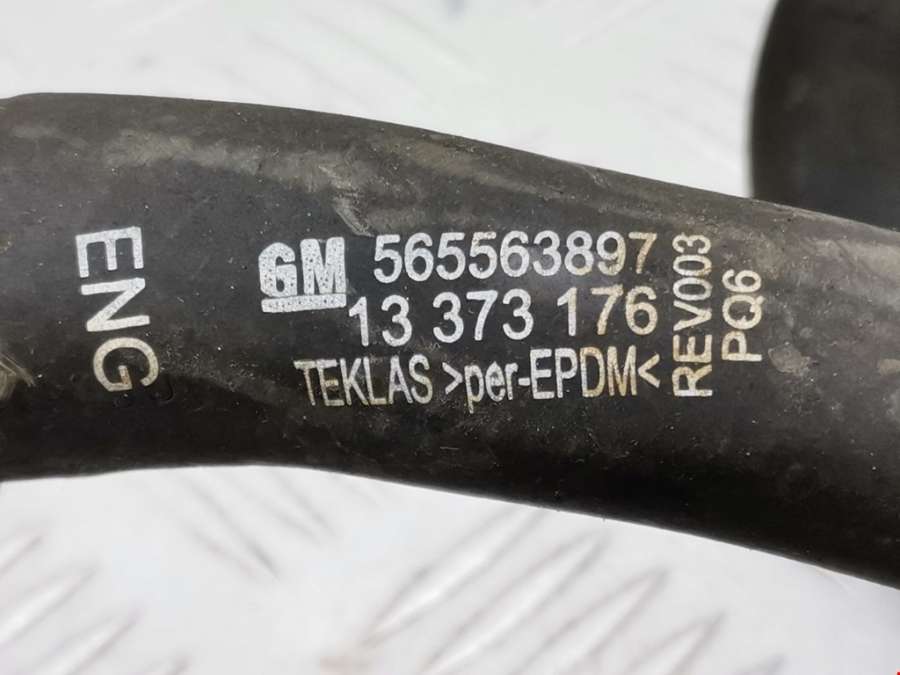 ENG
GM 565563897
13 373 176
TEKLAS >per-EPDM<
REV003
PQ6